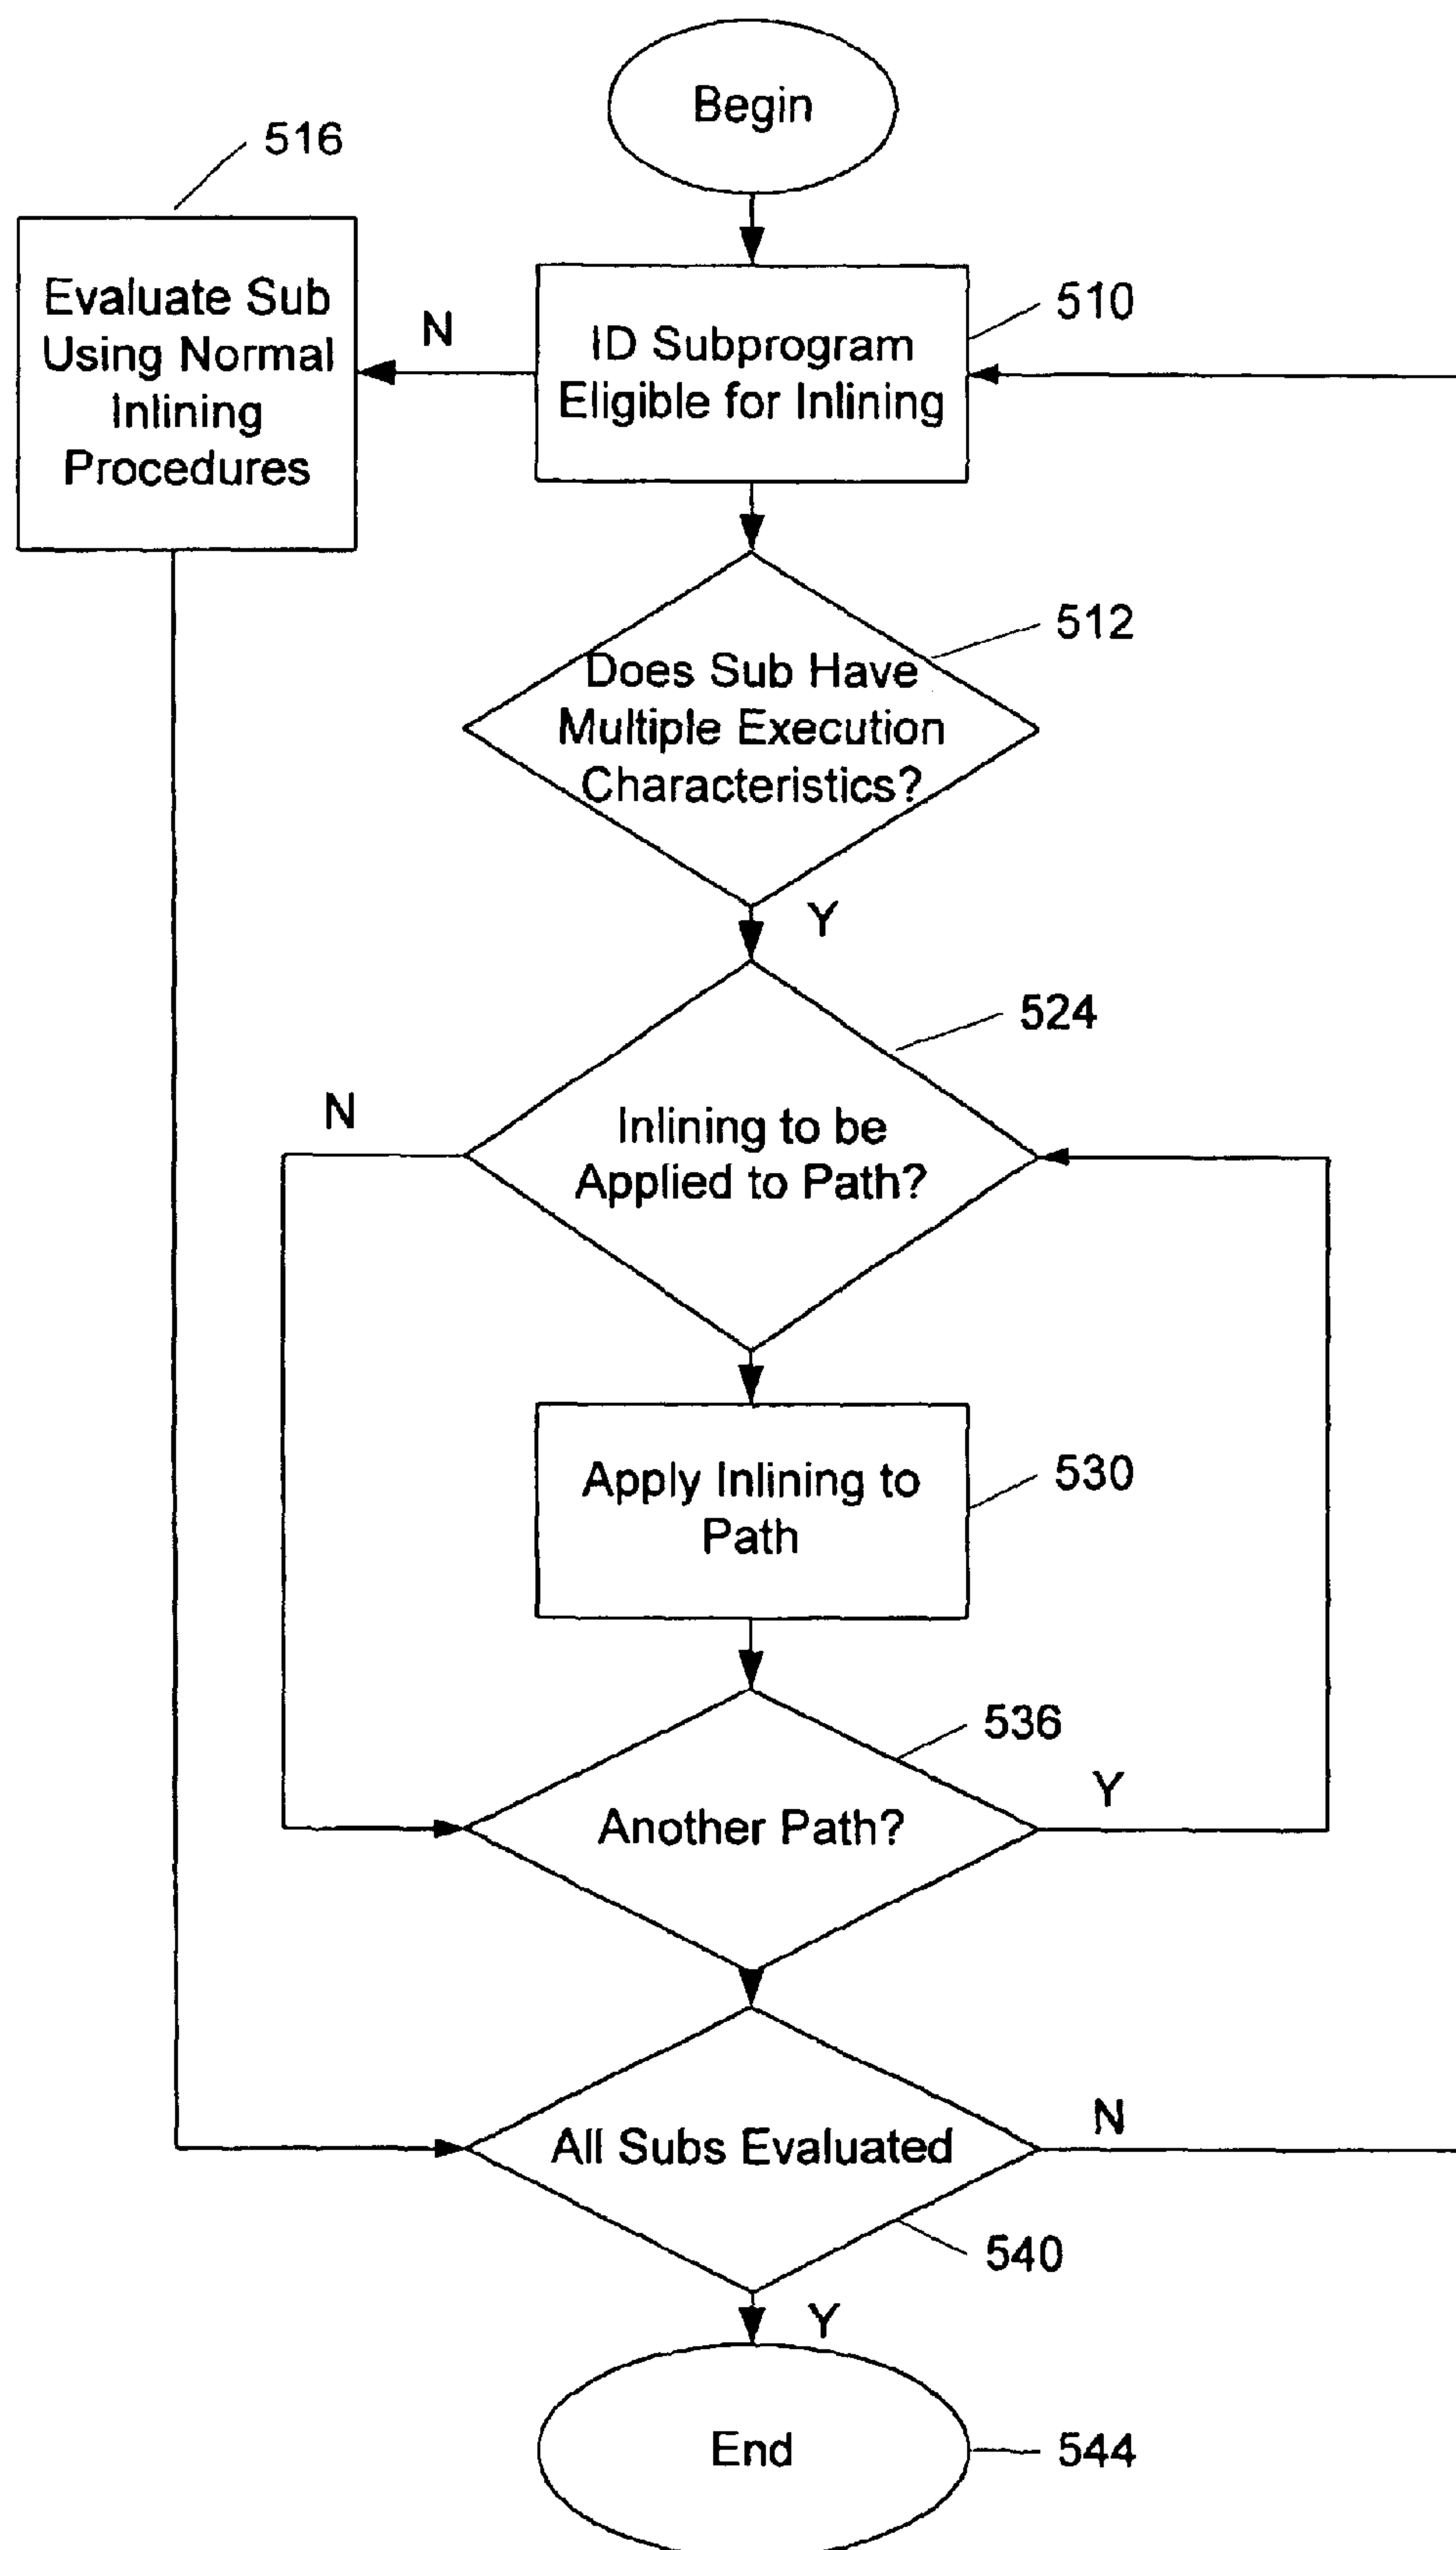 Begin
516
Evaluate Sub
Using Normal
Inlining
Procedures
N
ID Subprogram
Eligible for Inlining
510
Does Sub Have
Multiple Execution
Characteristics?
512
Y
524
N
Inlining to be
Applied to Path?
Apply Inlining to
Path
530
536
Another Path?
Y
All Subs Evaluated
N
540
Y
End
544